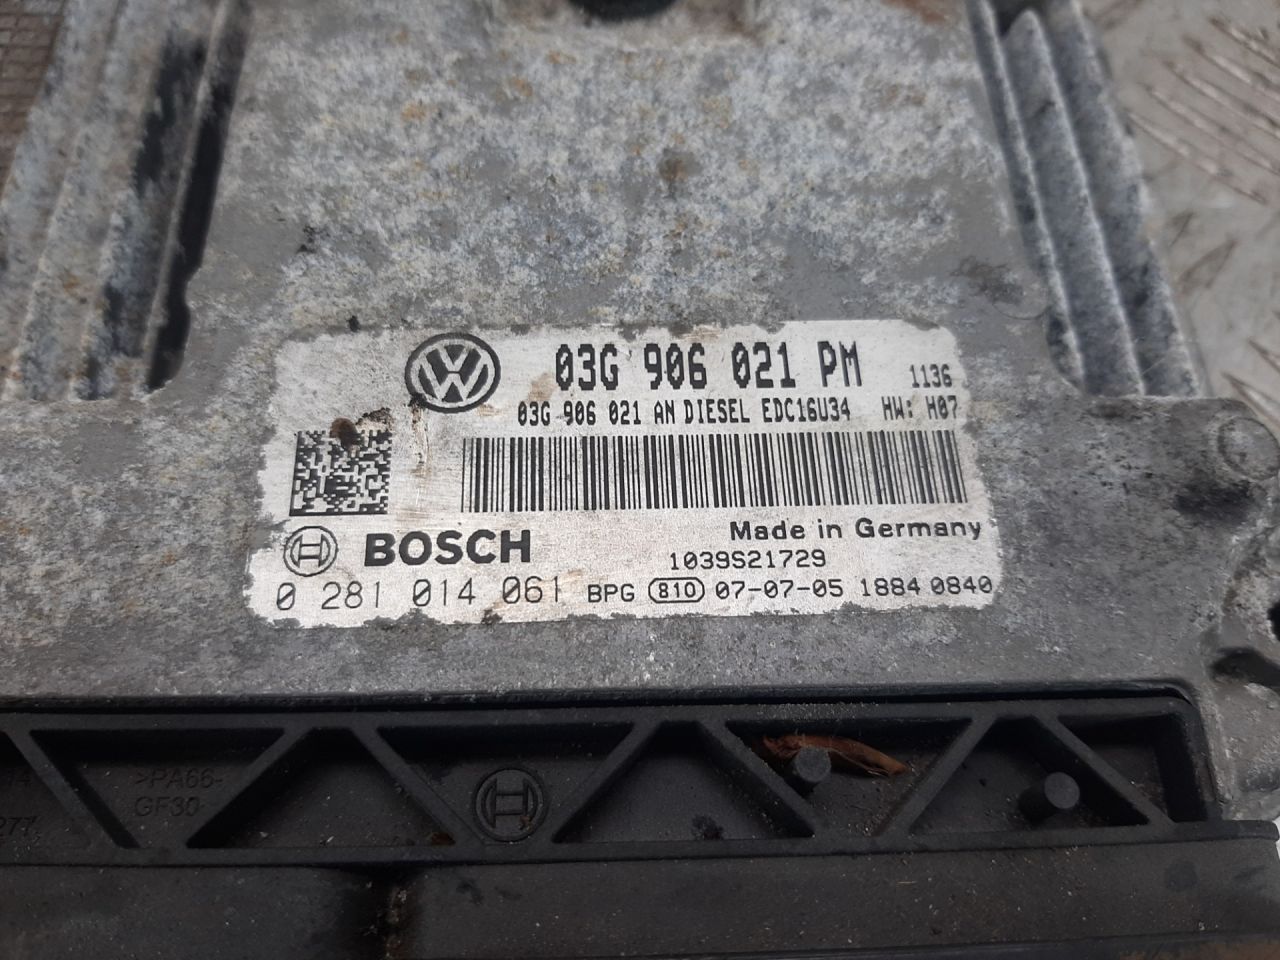 03G 906 021 PM 1136
03G 906 021 AN DIESEL EDC16U34 HW: H07
Made in Germany
BOSCH 1039S21729
0 281 014 061 BPG 810 07-07-05 1884 0840
>PA66-
GF30
277